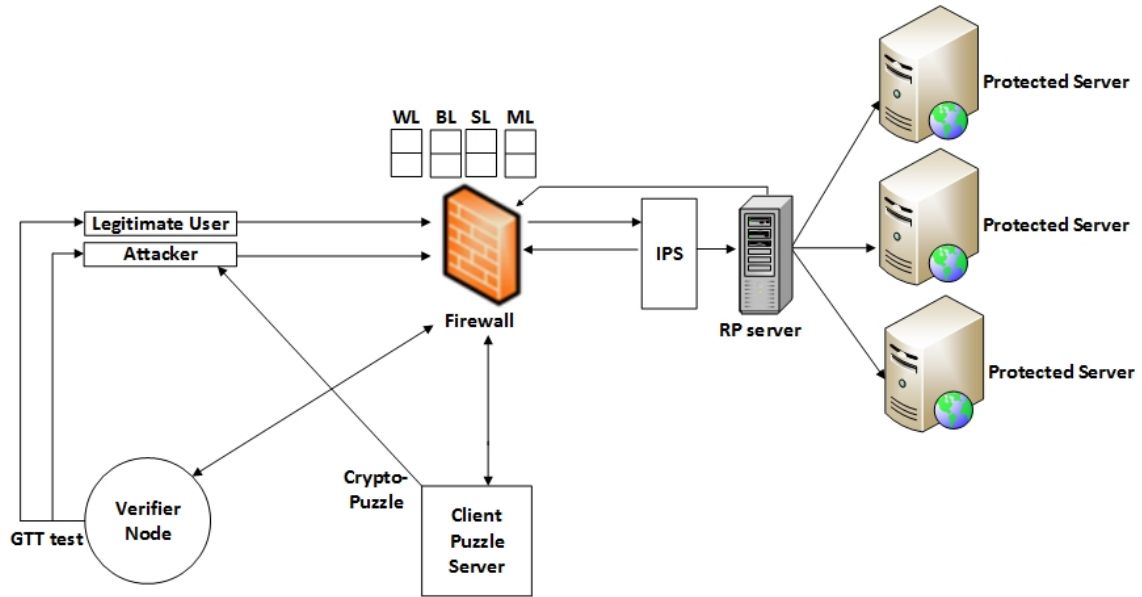 Protected Server
WL BL SL ML
Legitimate User
Attacker
IPS
Protected Server
Firewall
RP server
Protected Server
Crypto-
Puzzle
Verifier
Node
GTT test
Client
Puzzle
Server